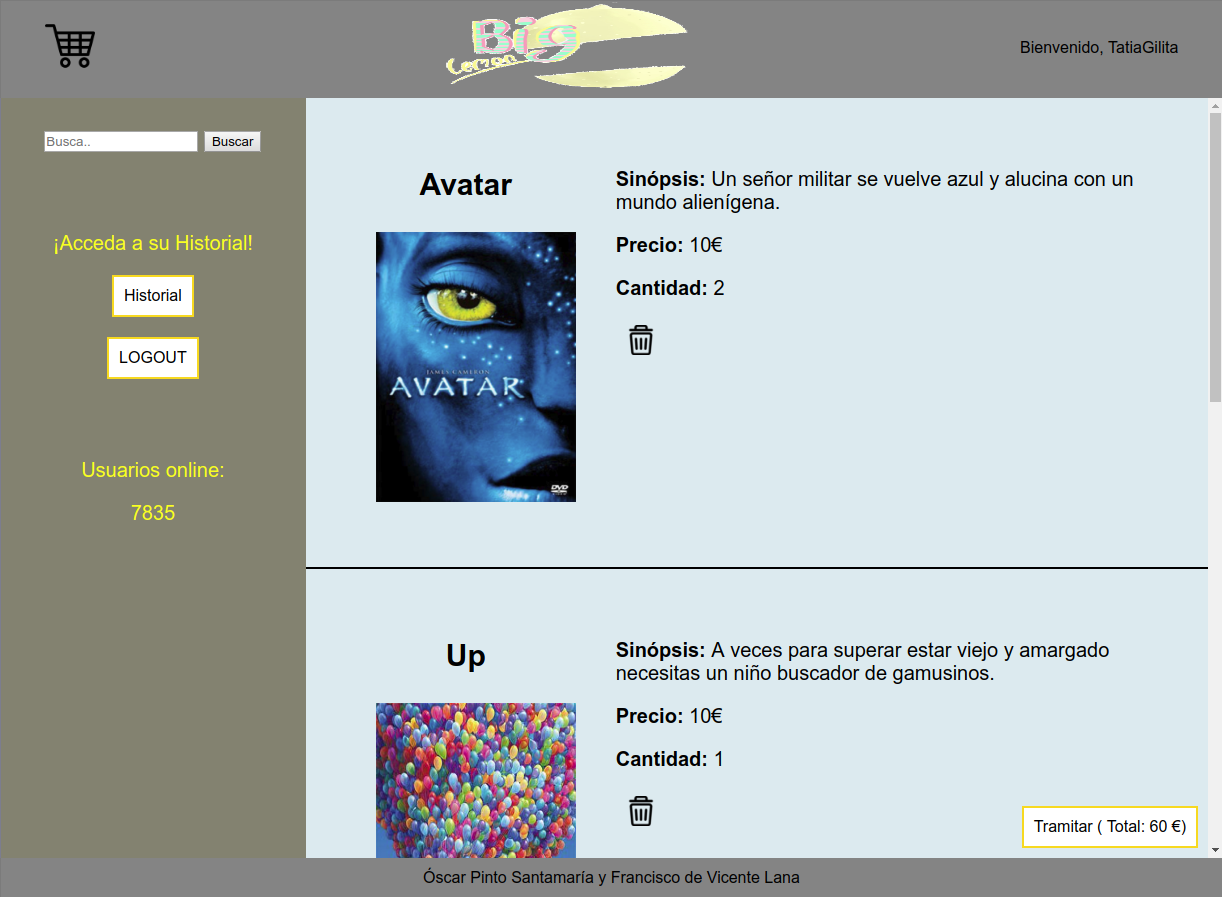 Big
Lemon
Bienvenido, TatiaGilita
Busca..
Buscar
¡Acceda a su Historial!
Historial
LOGOUT
Usuarios online:
7835
Avatar
JAMES CAMERON
AVATAR
DVD
Sinópsis: Un señor militar se vuelve azul y alucina con un
mundo alienígena.
Precio: 10€
Cantidad: 2
Up
Sinópsis: A veces para superar estar viejo y amargado
necesitas un niño buscador de gamusinos.
Precio: 10€
Cantidad: 1
Tramitar ( Total: 60 €)
Óscar Pinto Santamaría y Francisco de Vicente Lana